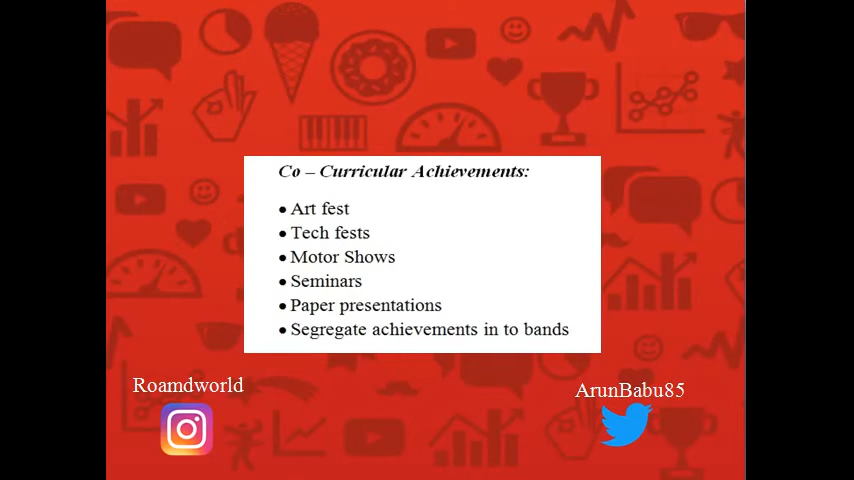 Co – Curricular Achievements:
• Art fest
• Tech fests
• Motor Shows
• Seminars
• Paper presentations
• Segregate achievements in to bands
Roamdworld
ArunBabu85